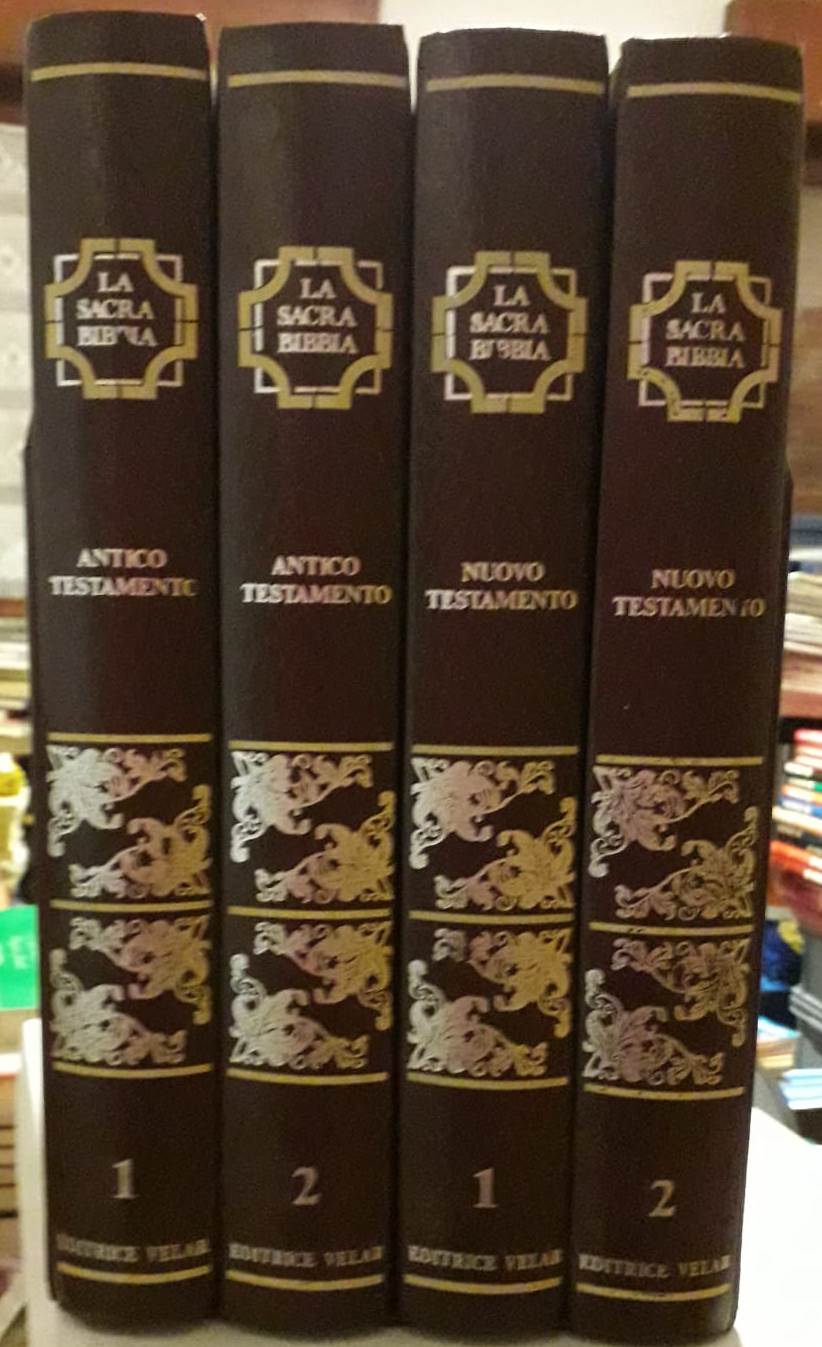 LA
SACRA
BIBBIA
ANTICO
TESTAMENTO
1
EDITRICE VELAR
LA
SACRA
BIBBIA
ANTICO
TESTAMENTO
2
EDITRICE VELAR
LA
SACRA
BIBBIA
NUOVO
TESTAMENTO
1
EDITRICE VELAR
LA
SACRA
BIBBIA
NUOVO
TESTAMENTO
2
EDITRICE VELAR